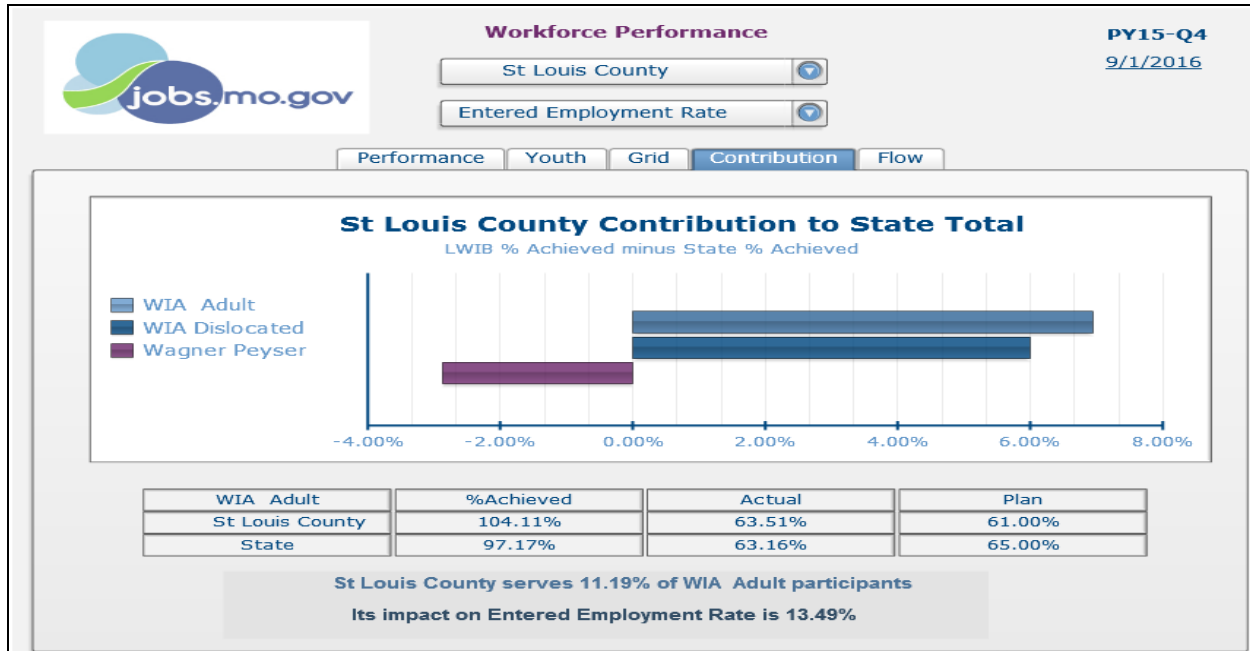 jobs.mo.gov
Workforce Performance
PY15-Q4
9/1/2016
St Louis County
Entered Employment Rate
Performance Youth Grid Contribution Flow
St Louis County Contribution to State Total
LWIB % Achieved minus State % Achieved
WIA Adult
WIA Dislocated
Wagner Peyser
-4.00% -2.00% 0.00% 2.00% 4.00% 6.00% 8.00%
WIA Adult %Achieved Actual Plan
St Louis County 104.11% 63.51% 61.00%
State 97.17% 63.16% 65.00%
St Louis County serves 11.19% of WIA Adult participants
Its impact on Entered Employment Rate is 13.49%